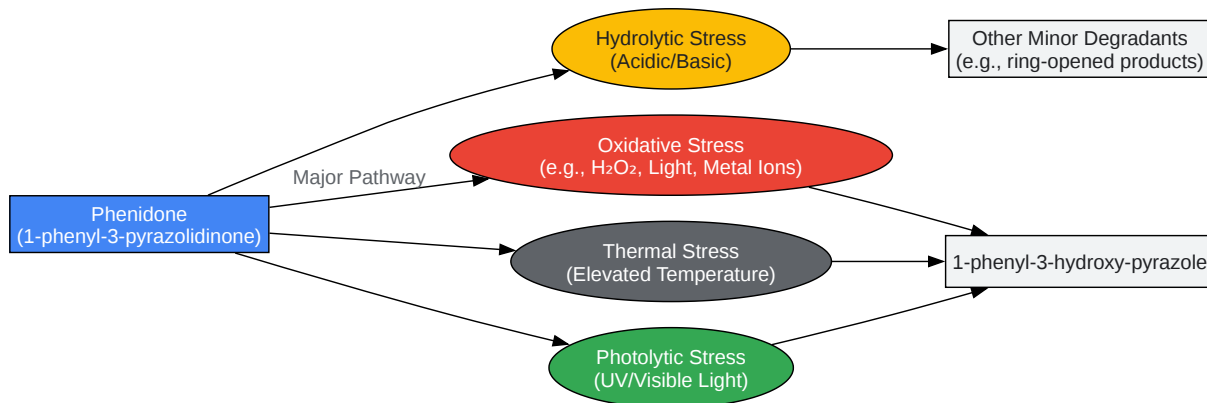 Hydrolytic Stress
(Acidic/Basic)
Other Minor Degradants
(e.g., ring-opened products)
Oxidative Stress
(e.g., H₂O₂, Light, Metal Ions)
Major Pathway
Phenidone
(1-phenyl-3-pyrazolidinone)
Thermal Stress
(Elevated Temperature)
1-phenyl-3-hydroxy-pyrazole
Photolytic Stress
(UV/Visible Light)